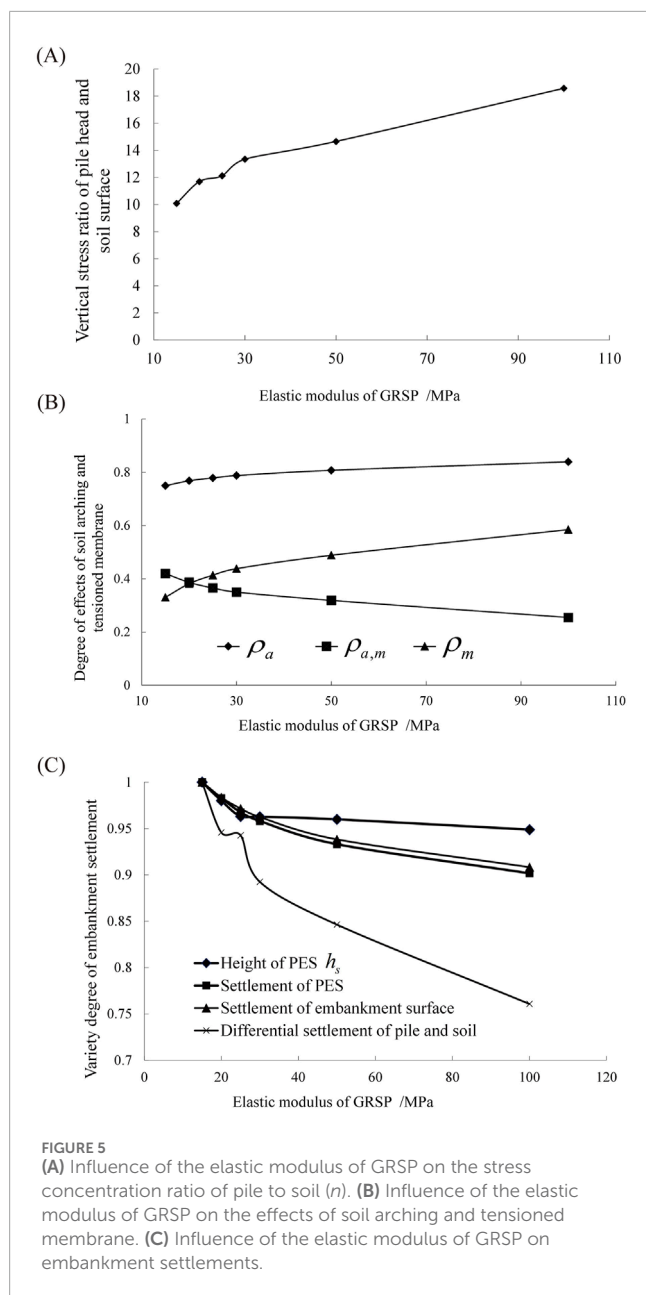 (A)
Vertical stress ratio of pile head and
soil surface
20
18
16
14
12
10
8
6
4
2
0
10 30 50 70 90 110
Elastic modulus of GRSP /MPa
(B)
Degree of effects of soil arching and
tensioned membrane
1
0.8
0.6
0.4
0.2
0
ρa ρa,m ρm
10 30 50 70 90 110
Elastic modulus of GRSP /MPa
(C)
Variety degree of embankment settlement
1
0.95
0.9
0.85
0.8
0.75
0.7
Height of PES hs
Settlement of PES
Settlement of embankment surface
Differential settlement of pile and soil
0 20 40 60 80 100 120
Elastic modulus of GRSP /MPa
FIGURE 5
(A) Influence of the elastic modulus of GRSP on the stress
concentration ratio of pile to soil (n). (B) Influence of the elastic
modulus of GRSP on the effects of soil arching and tensioned
membrane. (C) Influence of the elastic modulus of GRSP on
embankment settlements.